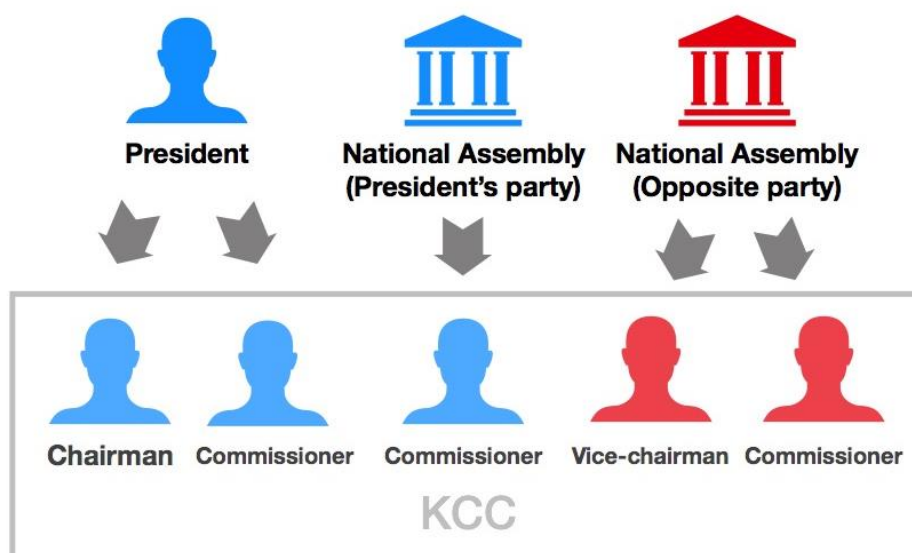 President
National Assembly
(President's party)
National Assembly
(Opposite party)
Chairman
Commissioner
Commissioner
Vice-chairman
Commissioner
KCC